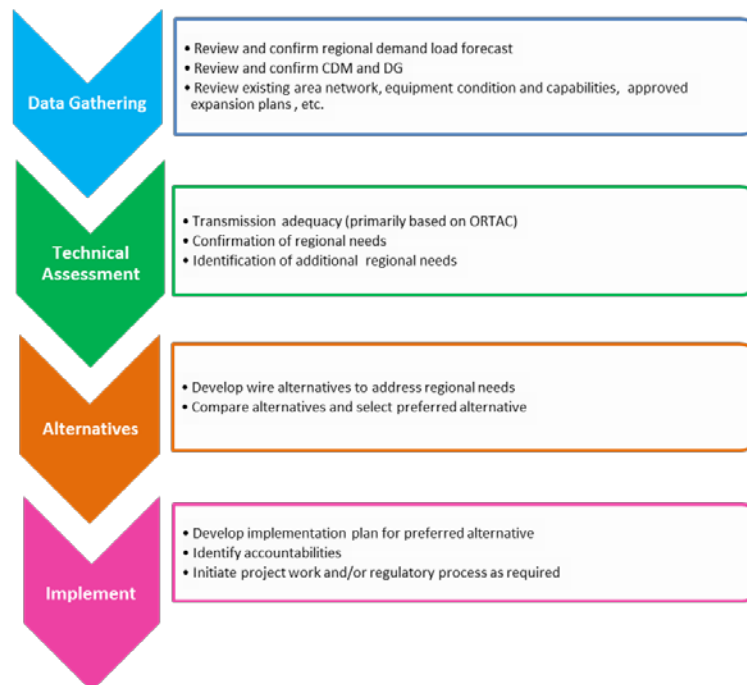 Data Gathering
• Review and confirm regional demand load forecast
• Review and confirm CDM and DG
• Review existing area network, equipment condition and capabilities, approved
expansion plans , etc.
Technical
Assessment
• Transmission adequacy (primarily based on ORTAC)
• Confirmation of regional needs
• Identification of additional regional needs
Alternatives
• Develop wire alternatives to address regional needs
• Compare alternatives and select preferred alternative
Implement
• Develop implementation plan for preferred alternative
• Identify accountabilities
• Initiate project work and/or regulatory process as required